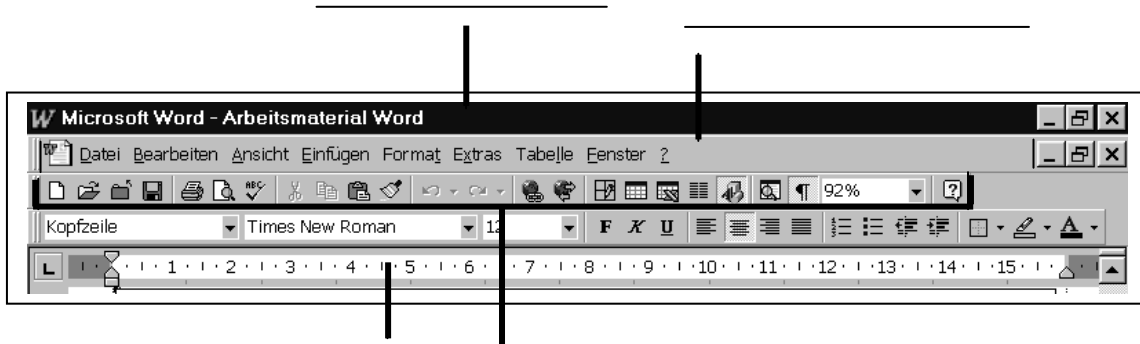 Microsoft Word - Arbeitsmaterial Word
Datei Bearbeiten Ansicht Einfügen Format Extras Tabelle Fenster ?
ABC ¶ 92% ?
Kopfzeile Times New Roman 12 F K U A
L 1 2 3 4 5 6 7 8 9 10 11 12 13 14 15